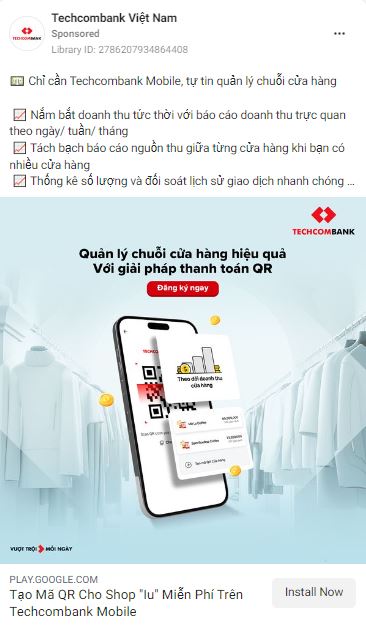 Techcombank Việt Nam
Sponsored
Library ID: 2786207934864408
Chỉ cần Techcombank Mobile, tự tin quản lý chuỗi cửa hàng
Nắm bắt doanh thu tức thời với báo cáo doanh thu trực quan
theo ngày/ tuần/ tháng
Tách bạch báo cáo nguồn thu giữa từng cửa hàng khi bạn có
nhiều cửa hàng
Thống kê số lượng và đối soát lịch sử giao dịch nhanh chóng ...
TECHCOMBANK
Quản lý chuỗi cửa hàng hiệu quả
Với giải pháp thanh toán QR
Đăng ký ngay
Theo dõi doanh thu
cửa hàng
Tạo mới cửa hàng
VƯỢT TRỘI MỖI NGÀY
PLAY.GOOGLE.COM
Tạo Mã QR Cho Shop "Iu" Miễn Phí Trên
Techcombank Mobile
Install Now